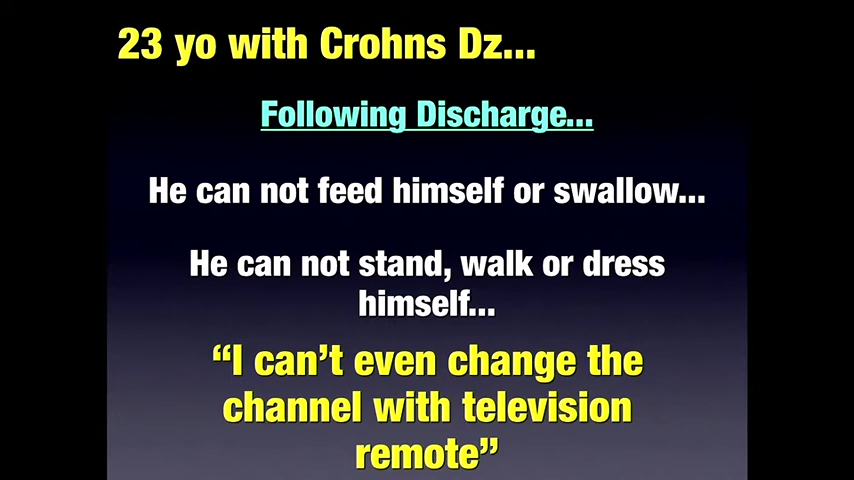 23 yo with Crohns Dz...
Following Discharge...
He can not feed himself or swallow...
He can not stand, walk or dress
himself...
“I can’t even change the
channel with television
remote”